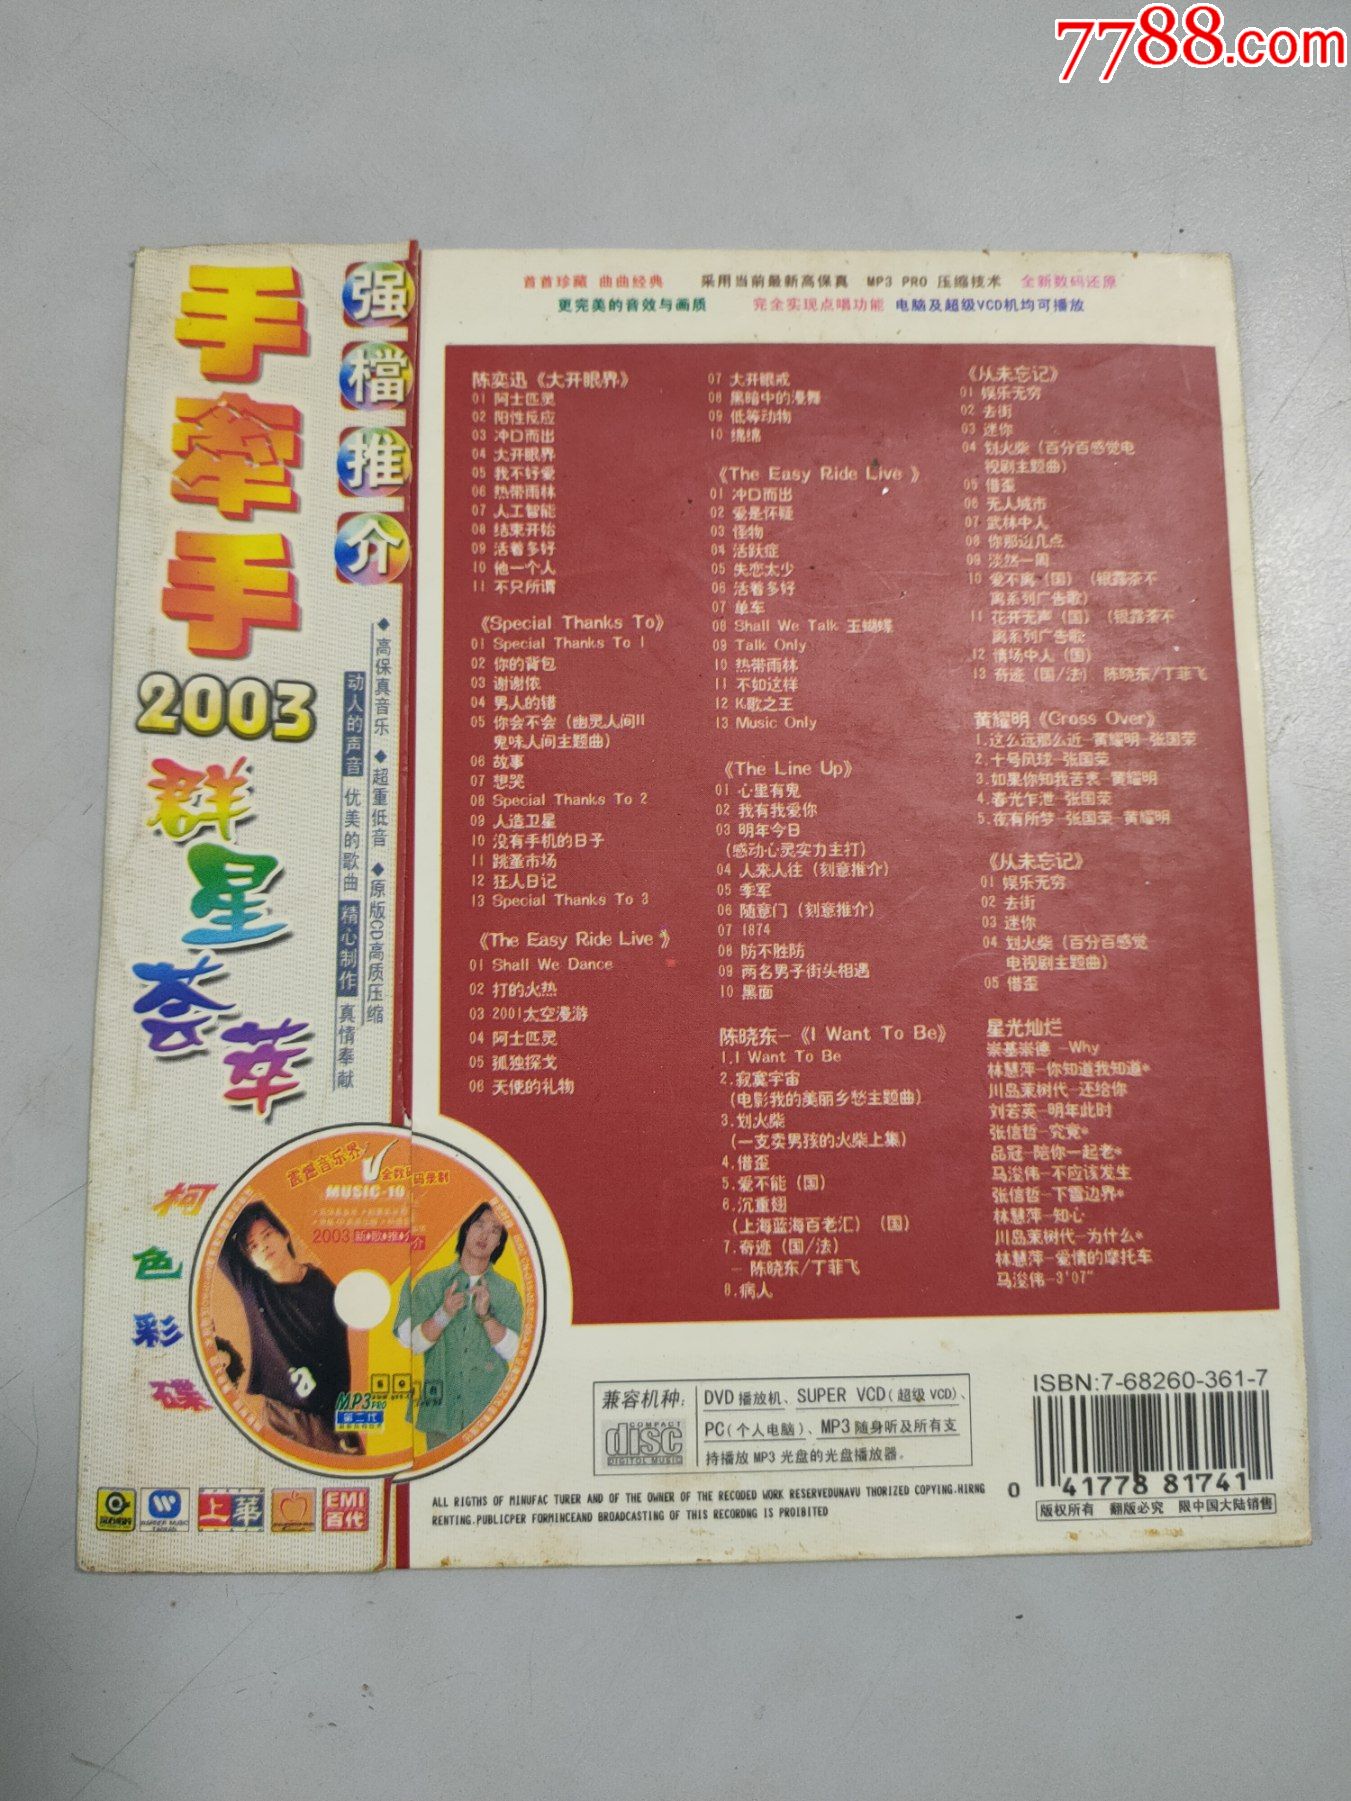 7788.com
手牵手
2003
群星荟萃
柯色彩碟
强檔推介
◆高保真音乐 ◆超重低音 ◆原版CD高质压缩
动人的声音 优美的歌曲 精心制作 真情奉献
MUSIC-10
MP3 PRO
第二代
WARNER MUSIC
上華
EMI
百代
首首珍藏 曲曲经典 采用当前最新高保真 MP3 PRO 压缩技术 全新数码还原
更完美的音效与画质 完全实现点唱功能 电脑及超级VCD机均可播放
陈奕迅《大开眼界》
01 阿士匹灵
02 阳性反应
03 冲口而出
04 大开眼界
05 我不好爱
06 热带雨林
07 人工智能
08 结束开始
09 活着多好
10 他一个人
11 不只所谓
《Special Thanks To》
01 Special Thanks To 1
02 你的背包
03 谢谢侬
04 男人的错
05 你会不会（幽灵人间II
鬼味人间主题曲）
06 故事
07 想哭
08 Special Thanks To 2
09 人造卫星
10 没有手机的日子
11 跳蚤市场
12 狂人日记
13 Special Thanks To 3
《The Easy Ride Live》
01 Shall We Dance
02 打的火热
03 2001太空漫游
04 阿士匹灵
05 孤独探戈
06 天使的礼物
07 大开眼戒
08 黑暗中的漫舞
09 低等动物
10 绵绵
《The Easy Ride Live 》
01 冲口而出
02 爱是怀疑
03 怪物
04 活跃症
05 失恋太少
06 活着多好
07 单车
08 Shall We Talk 王蝴蝶
09 Talk Only
10 热带雨林
11 不如这样
12 K歌之王
13 Music Only
《The Line Up》
01 心里有鬼
02 我有我爱你
03 明年今日
（感动心灵实力主打）
04 人来人往（刻意推介）
05 季军
06 随意门（刻意推介）
07 1874
08 防不胜防
09 两名男子街头相遇
10 黑面
陈晓东—《I Want To Be》
1.I Want To Be
2.寂寞宇宙
（电影我的美丽乡愁主题曲）
3.划火柴
（一支卖男孩的火柴上集）
4.借歪
5.爱不能（国）
6.沉重翅
（上海蓝海百老汇）（国）
7.奇迹（国/法）
— 陈晓东/丁菲飞
8.病人
《从未忘记》
01 娱乐无穷
02 去街
03 迷你
04 划火柴（百分百感觉电
视剧主题曲）
05 借歪
06 无人城市
07 武林中人
08 你那边几点
09 淡然一周
10 爱不离（国）（银露茶不
离系列广告歌）
11 花开无声（国）（银露茶不
离系列广告歌
12 情场中人（国）
13 奇迹（国/法） 陈晓东/丁菲飞
黄耀明《Cross Over》
1.这么远那么近—黄耀明—张国荣
2.十号风球—张国荣
3.如果你知我苦衷—黄耀明
4.春光乍泄—张国荣
5.夜有所梦—张国荣—黄耀明
《从未忘记》
01 娱乐无穷
02 去街
03 迷你
04 划火柴（百分百感觉
电视剧主题曲）
05 借歪
星光灿烂
崇基崇德 —Why
林慧萍—你知道我知道*
川岛茉树代—还给你
刘若英—明年此时
张信哲—究竟*
品冠—陪你一起老*
马浚伟—不应该发生
张信哲—下雪边界*
林慧萍—知心
川岛茉树代—为什么*
林慧萍—爱情的摩托车
马浚伟—3'07"
兼容机种:
COMPACT
disc
DIGITAL MUSIC
DVD 播放机、SUPER VCD(超级 VCD)、
PC(个人电脑)、MP3 随身听及所有支
持播放 MP3 光盘的光盘播放器。
ALL RIGTHS OF MINUFAC TURER AND OF THE OWNER OF THE RECODED WORK RESERVEDUNAVU THORIZED COPYING.HIRNG
RENTING.PUBLICPER FORMINCEAND BROADCASTING OF THIS RECORDNG IS PROIBITED
ISBN:7-68260-361-7
0 41778 81741
版权所有 翻版必究 限中国大陆销售